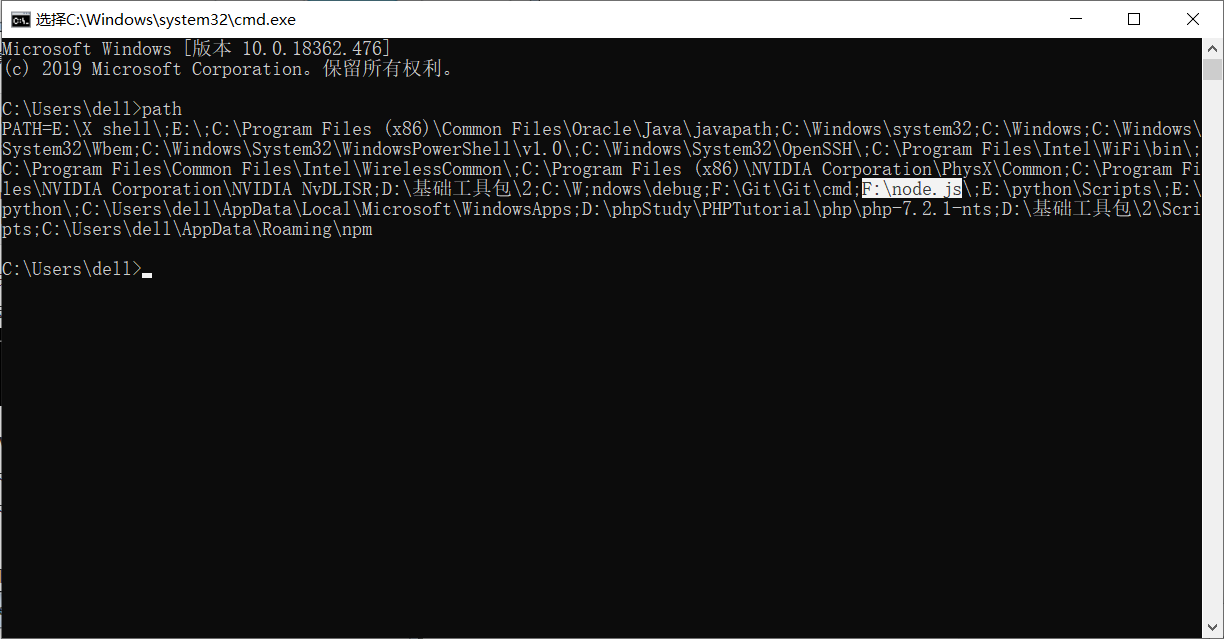 选择C:\Windows\system32\cmd.exe
Microsoft Windows [版本 10.0.18362.476]
(c) 2019 Microsoft Corporation。保留所有权利。
C:\Users\dell>path
PATH=E:\X shell\;E:\;C:\Program Files (x86)\Common Files\Oracle\Java\javapath;C:\Windows\system32;C:\Windows;C:\Windows\
System32\Wbem;C:\Windows\System32\WindowsPowerShell\v1.0\;C:\Windows\System32\OpenSSH\;C:\Program Files\Intel\WiFi\bin\;
C:\Program Files\Common Files\Intel\WirelessCommon\;C:\Program Files (x86)\NVIDIA Corporation\PhysX\Common;C:\Program Fi
les\NVIDIA Corporation\NVIDIA NvDLISR;D:\基础工具包\2;C:\W;ndows\debug;F:\Git\Git\cmd;F:\node.js\;E:\python\Scripts\;E:\
python\;C:\Users\dell\AppData\Local\Microsoft\WindowsApps;D:\phpStudy\PHPTutorial\php\php-7.2.1-nts;D:\基础工具包\2\Scri
pts;C:\Users\dell\AppData\Roaming\npm
C:\Users\dell>